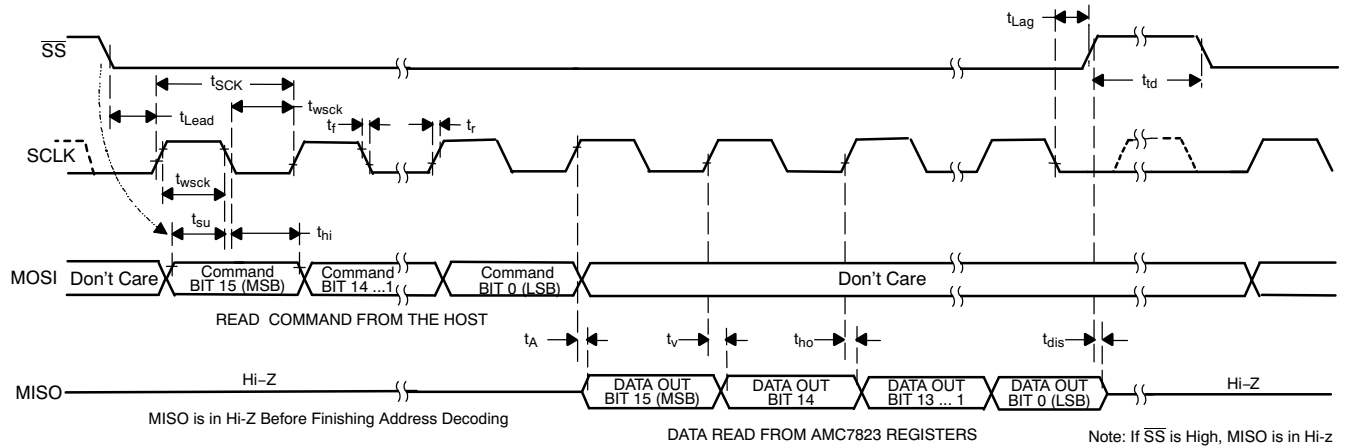 tLag
SS
tSCK
ttd
twsck
tLead
tf
tr
SCLK
twsck
tsu
thi
MOSI
Don't Care
Command
BIT 15 (MSB)
Command
BIT 14 ...1
Command
BIT 0 (LSB)
Don't Care
READ COMMAND FROM THE HOST
tA
tv
tho
tdis
MISO
Hi–Z
DATA OUT
BIT 15 (MSB)
DATA OUT
BIT 14
DATA OUT
BIT 13 ... 1
DATA OUT
BIT 0 (LSB)
Hi–Z
MISO is in Hi-Z Before Finishing Address Decoding
DATA READ FROM AMC7823 REGISTERS
Note: If SS is High, MISO is in Hi-z